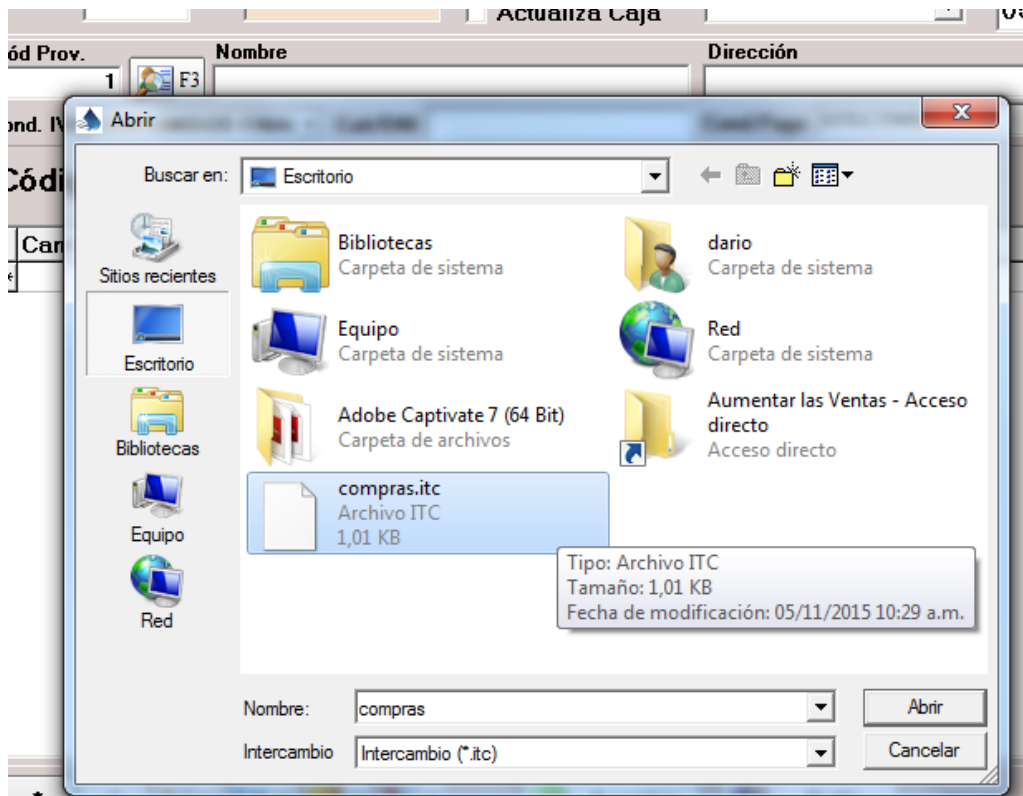 Actualiza Caja
ód Prov.
Nombre
Dirección
1
F3
ond. IV
Abrir
Códi
Can
Buscar en:
Escritorio
Sitios recientes
Escritorio
Bibliotecas
Equipo
Red
Bibliotecas
Carpeta de sistema
dario
Carpeta de sistema
Equipo
Carpeta de sistema
Red
Carpeta de sistema
Adobe Captivate 7 (64 Bit)
Carpeta de archivos
Aumentar las Ventas - Acceso
directo
Acceso directo
compras.itc
Archivo ITC
1,01 KB
Tipo: Archivo ITC
Tamaño: 1,01 KB
Fecha de modificación: 05/11/2015 10:29 a.m.
Nombre:
compras
Abrir
Intercambio
Intercambio (*.itc)
Cancelar